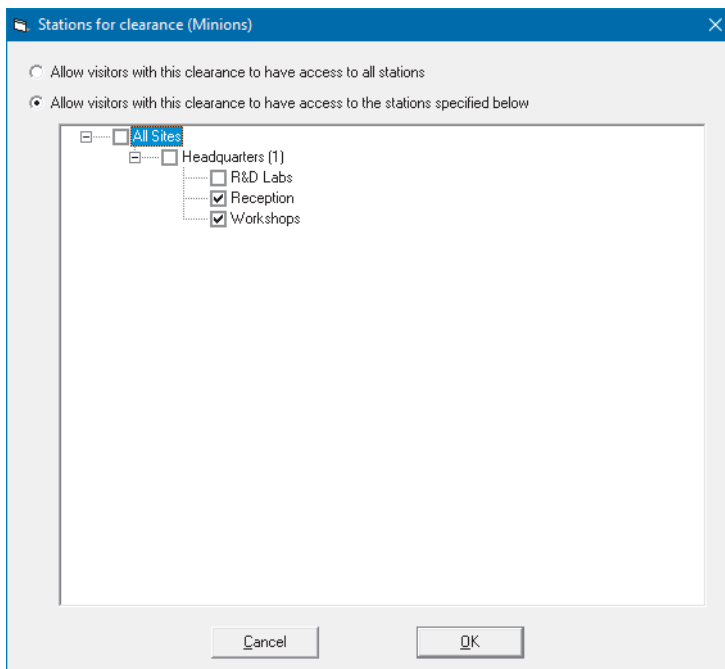 Stations for clearance (Minions)
Allow visitors with this clearance to have access to all stations
Allow visitors with this clearance to have access to the stations specified below
All Sites
Headquarters (1)
R&D Labs
Reception
Workshops
Cancel OK